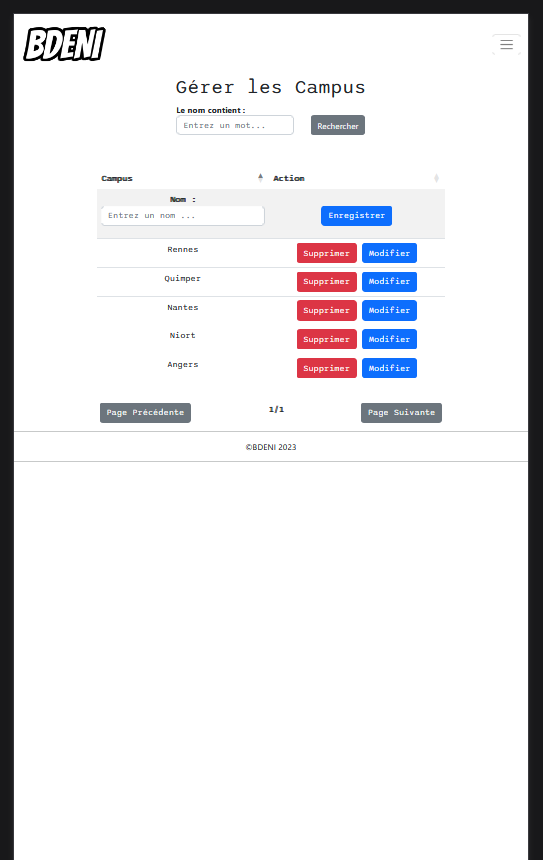 BDENI
Gérer les Campus
Le nom contient :
Entrez un mot...
Rechercher
Campus Action
Nom :
Entrez un nom ... Enregistrer
Rennes Supprimer Modifier
Quimper Supprimer Modifier
Nantes Supprimer Modifier
Niort Supprimer Modifier
Angers Supprimer Modifier
Page Précédente 1/1 Page Suivante
©BDENI 2023